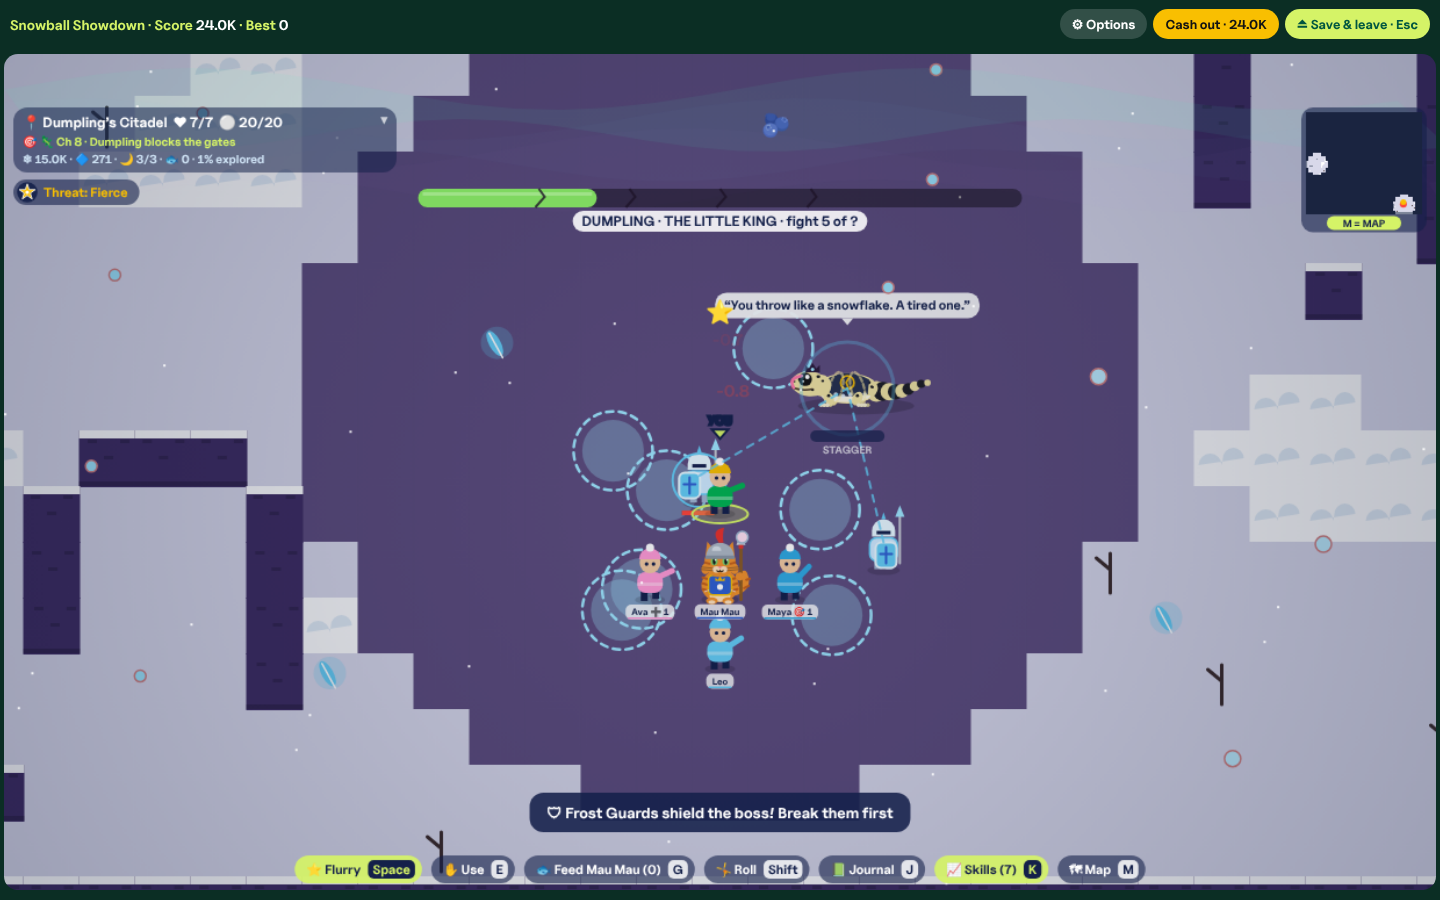 Snowball Showdown · Score 24.0K · Best 0
⚙ Options
Cash out · 24.0K
⏏ Save & leave · Esc
📍 Dumpling's Citadel ♥ 7/7 ⚪ 20/20 ▼
🎯 🦎 Ch 8 · Dumpling blocks the gates
❄ 15.0K · 🔷 271 · 🌙 3/3 · 🐟 0 · 1% explored
Threat: Fierce
M = MAP
DUMPLING · THE LITTLE KING · fight 5 of ?
“You throw like a snowflake. A tired one.”
-0.8
YOU
STAGGER
Ava ➕ 1
Mau Mau
Maya 🎯 1
Leo
🛡 Frost Guards shield the boss! Break them first
⭐ Flurry Space
✋ Use E
🐟 Feed Mau Mau (0) G
🤸 Roll Shift
📗 Journal J
📈 Skills (7) K
🗺 Map M